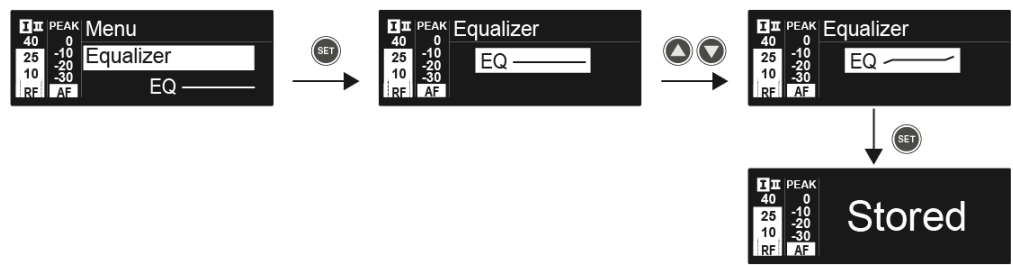 I II PEAK Menu
40 0
25 -10 Equalizer
10 -20
-30
RF AF EQ
SET
I II PEAK Equalizer
40 0
25 -10 EQ
10 -20
-30
RF AF
I II PEAK Equalizer
40 0
25 -10 EQ
10 -20
-30
RF AF
SET
I II PEAK
40 0
25 -10 Stored
10 -20
-30
RF AF